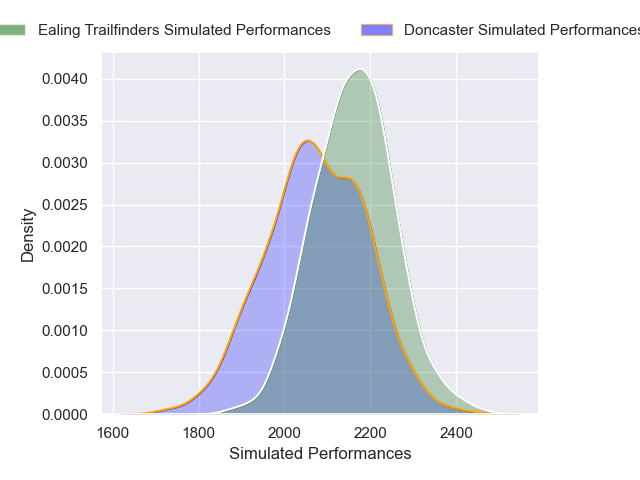 Ealing Trailfinders Simulated Performances
Doncaster Simulated Performances
0.0040
0.0035
0.0030
0.0025
0.0020
0.0015
0.0010
0.0005
0.0000
Density
1600 1800 2000 2200 2400
Simulated Performances